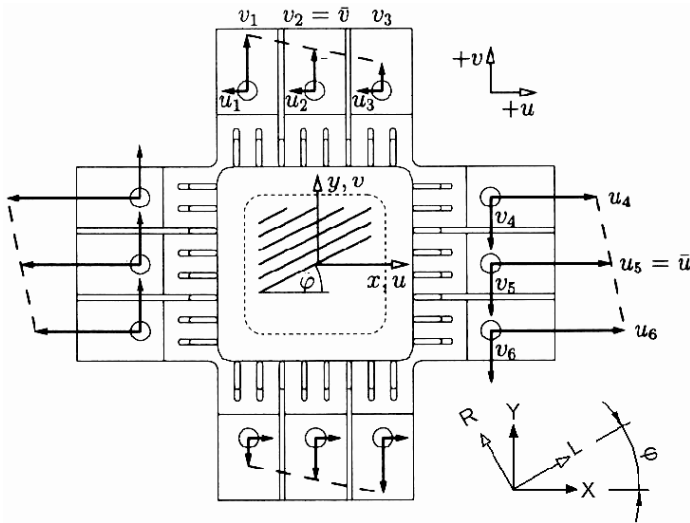 v₁ v₂ = v̄ v₃
+v
+u
u₁ u₂ u₃
y, v
x, u
φ
u₄
v₄
u₅ = ū
v₅
u₆
v₆
R Y L φ
X